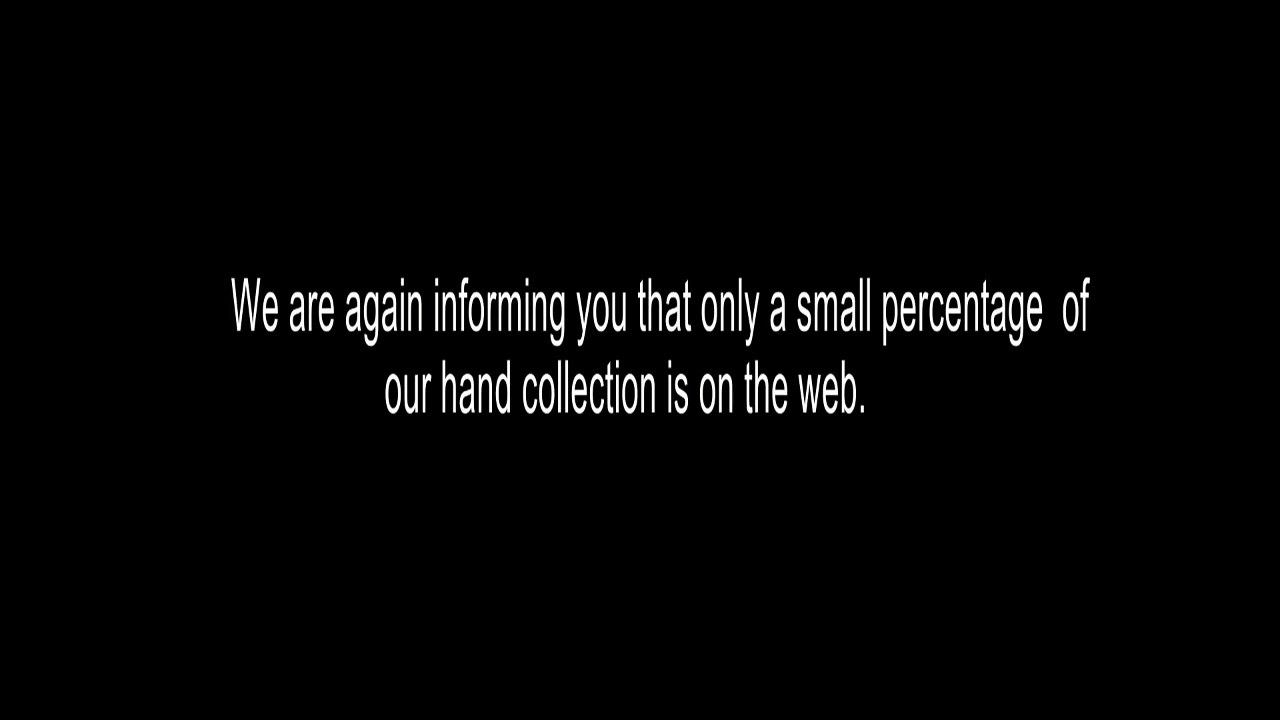 We are again informing you that only a small percentage  of
our hand collection is on the web.